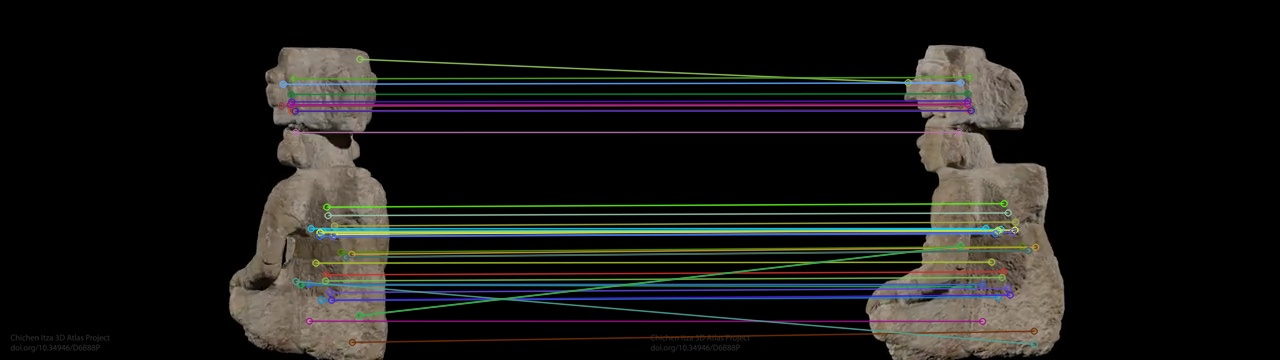 Chichen Itza 3D Atlas Project
doi.org/10.34946/D6B88P
Chichen Itza 3D Atlas Project
doi.org/10.34946/D6B88P